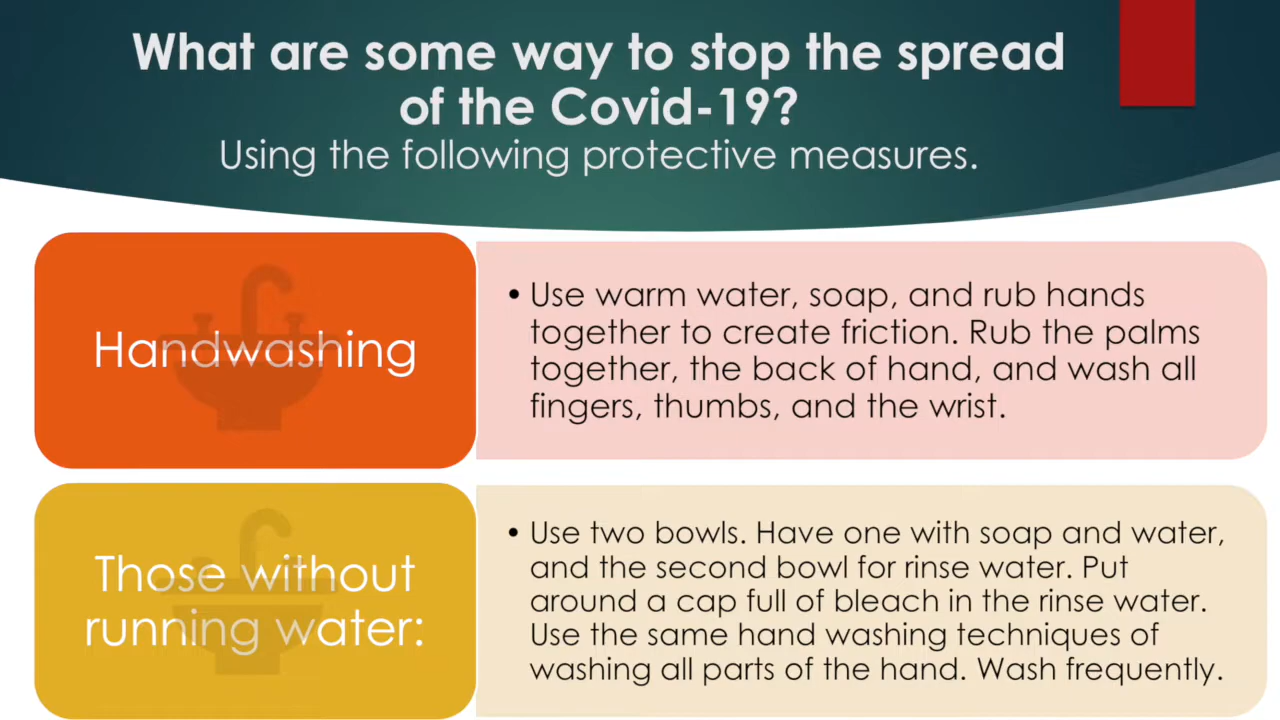 What are some way to stop the spread
of the Covid-19?
Using the following protective measures.
Handwashing
• Use warm water, soap, and rub hands
together to create friction. Rub the palms
together, the back of hand, and wash all
fingers, thumbs, and the wrist.
Those without
running water:
• Use two bowls. Have one with soap and water,
and the second bowl for rinse water. Put
around a cap full of bleach in the rinse water.
Use the same hand washing techniques of
washing all parts of the hand. Wash frequently.